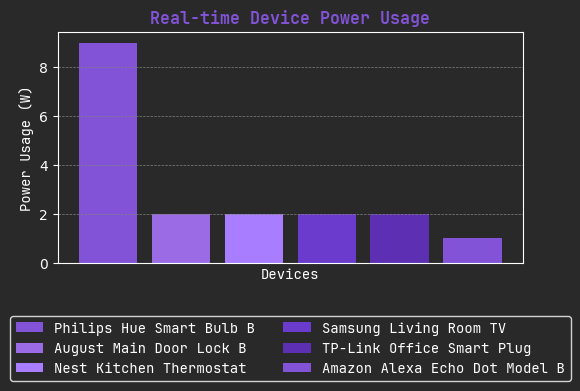 Real-time Device Power Usage
Power Usage (W)
8
6
4
2
0
Devices
Philips Hue Smart Bulb B
August Main Door Lock B
Nest Kitchen Thermostat
Samsung Living Room TV
TP-Link Office Smart Plug
Amazon Alexa Echo Dot Model B